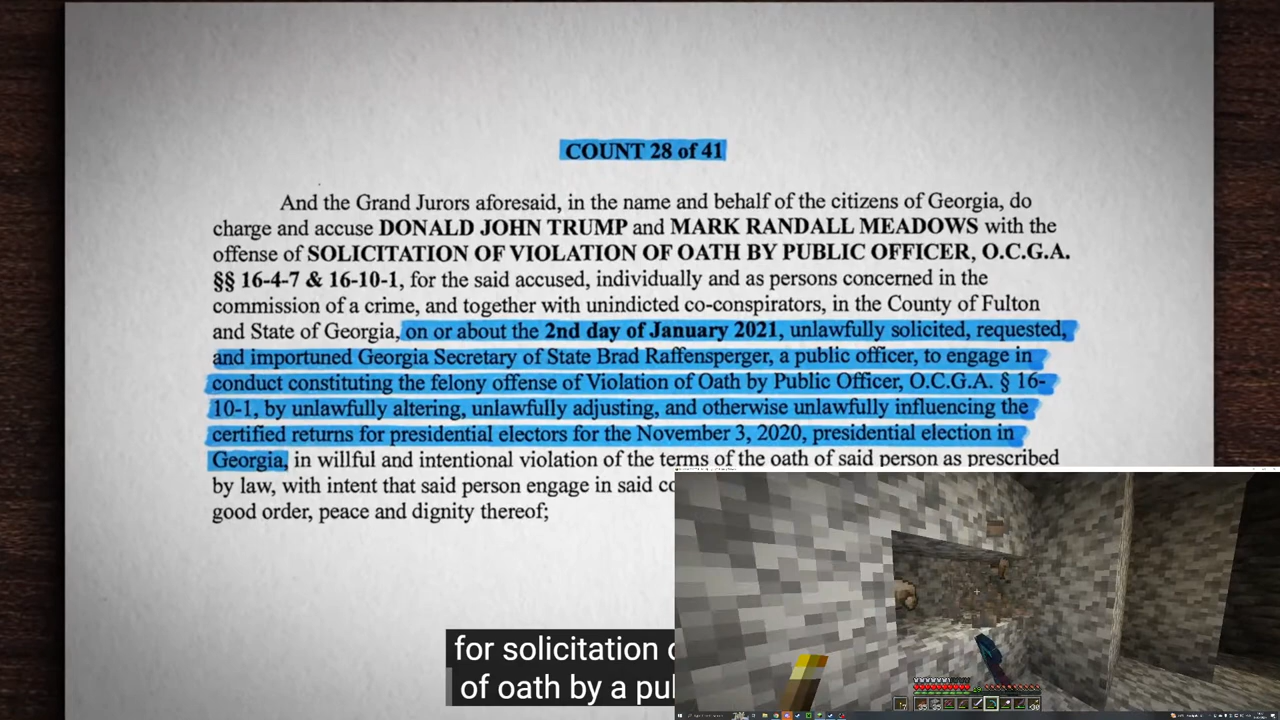 COUNT 28 of 41
And the Grand Jurors aforesaid, in the name and behalf of the citizens of Georgia, do
charge and accuse DONALD JOHN TRUMP and MARK RANDALL MEADOWS with the
offense of SOLICITATION OF VIOLATION OF OATH BY PUBLIC OFFICER, O.C.G.A.
§§ 16-4-7 & 16-10-1, for the said accused, individually and as persons concerned in the
commission of a crime, and together with unindicted co-conspirators, in the County of Fulton
and State of Georgia, on or about the 2nd day of January 2021, unlawfully solicited, requested,
and importuned Georgia Secretary of State Brad Raffensperger, a public officer, to engage in
conduct constituting the felony offense of Violation of Oath by Public Officer, O.C.G.A. § 16-
10-1, by unlawfully altering, unlawfully adjusting, and otherwise unlawfully influencing the
certified returns for presidential electors for the November 3, 2020, presidential election in
Georgia, in willful and intentional violation of the terms of the oath of said person as prescribed
by law, with intent that said person engage in said
good order, peace and dignity thereof;
for solicitation
of oath by a